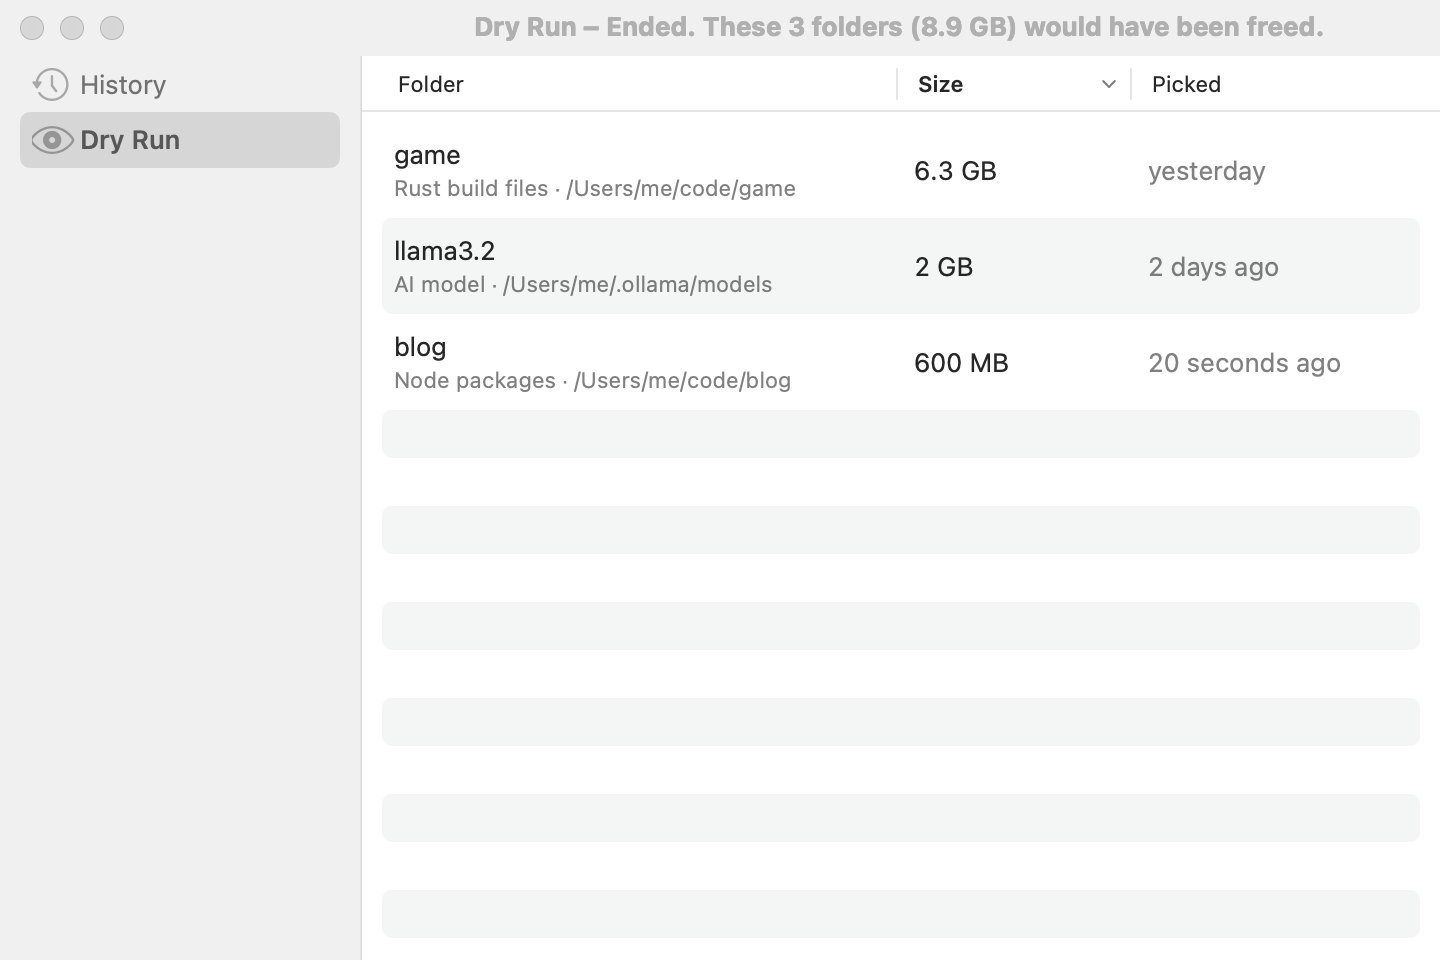 Dry Run – Ended. These 3 folders (8.9 GB) would have been freed.
History
Dry Run
Folder
Size
Picked
game
Rust build files · /Users/me/code/game
6.3 GB
yesterday
llama3.2
AI model · /Users/me/.ollama/models
2 GB
2 days ago
blog
Node packages · /Users/me/code/blog
600 MB
20 seconds ago